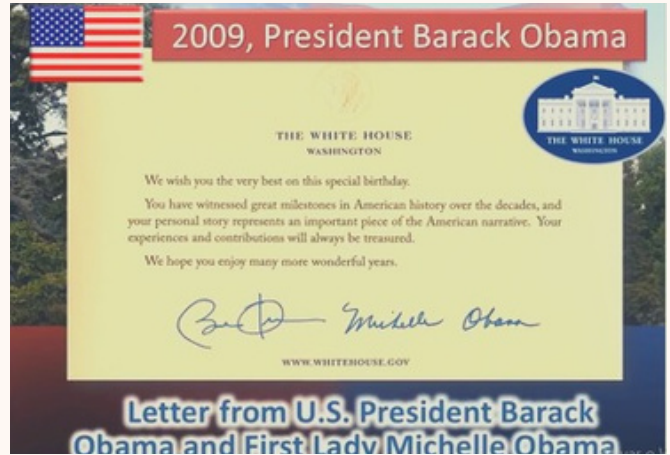 2009, President Barack Obama
THE WHITE HOUSE
WASHINGTON
THE WHITE HOUSE
WASHINGTON
We wish you the very best on this special birthday.
You have witnessed great milestones in American history over the decades, and
your personal story represents an important piece of the American narrative. Your
experiences and contributions will always be treasured.
We hope you enjoy many more wonderful years.
Michelle Obama
WWW.WHITEHOUSE.GOV
Letter from U.S. President Barack
Obama and First Lady Michelle Obama